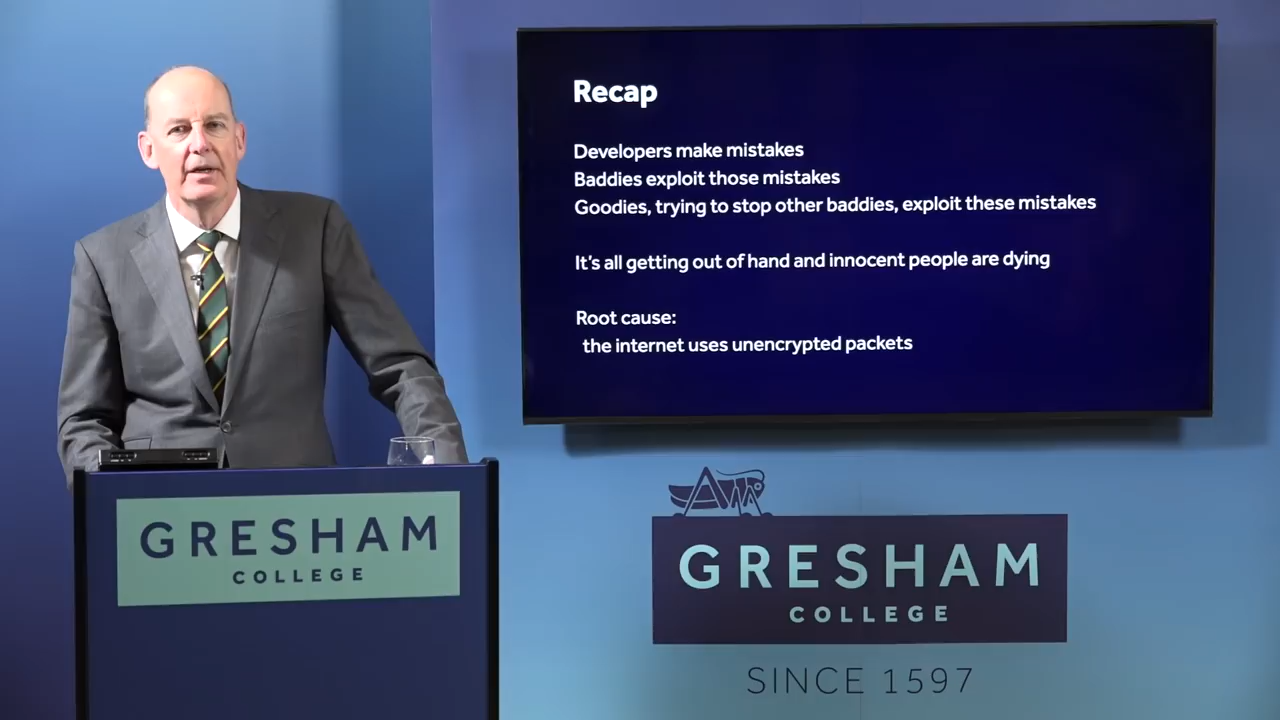 Recap
Developers make mistakes
Baddies exploit those mistakes
Goodies, trying to stop other baddies, exploit these mistakes
It's all getting out of hand and innocent people are dying
Root cause:
the internet uses unencrypted packets
GRESHAM
COLLEGE
GRESHAM
COLLEGE
SINCE 1597